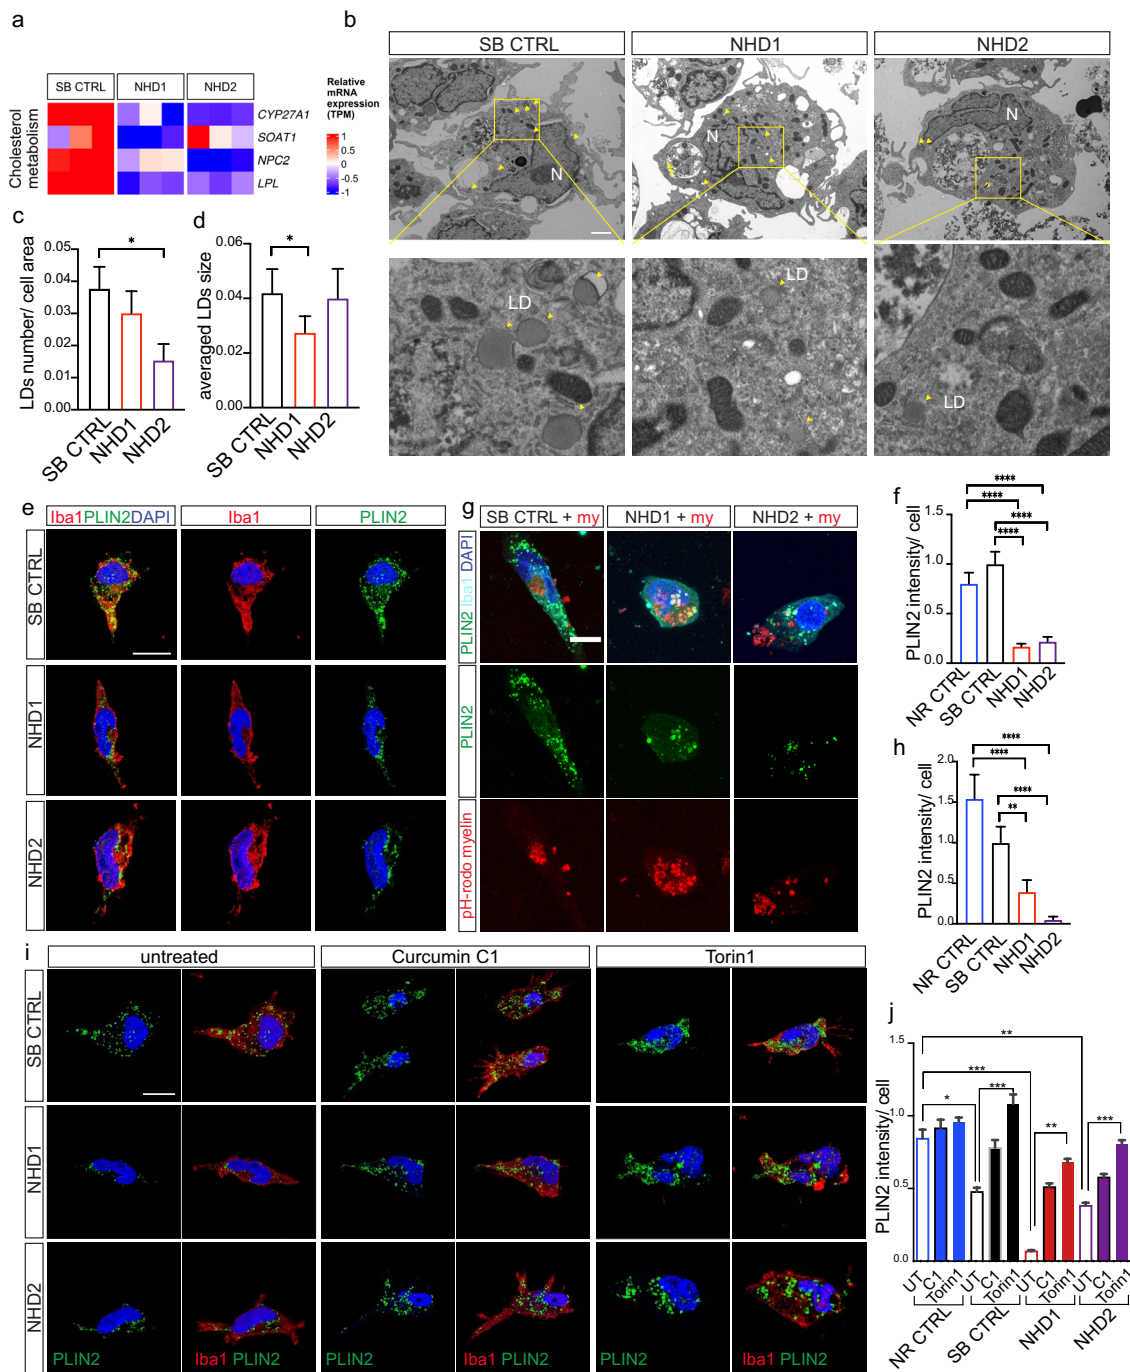 a
SB CTRL NHD1 NHD2
Cholesterol
metabolism
CYP27A1
SOAT1
NPC2
LPL
Relative
mRNA
expression
(TPM)
1
0.5
0
-0.5
-1
b
SB CTRL NHD1 NHD2
N N N
LD LD LD
c
LDs number/ cell area
0.05
0.04
0.03
0.02
0.01
0.00
*
SB CTRL NHD1 NHD2
d
averaged LDs size
0.06
0.04
0.02
0.00
*
SB CTRL NHD1 NHD2
e
Iba1PLIN2DAPI Iba1 PLIN2
SB CTRL
NHD1
NHD2
g
SB CTRL + my NHD1 + my NHD2 + my
PLIN2 Iba1 DAPI
PLIN2
pH-rodo myelin
f
PLIN2 intensity/ cell
1.5
1.0
0.5
0.0
****
****
****
****
NR CTRL SB CTRL NHD1 NHD2
h
PLIN2 intensity/ cell
2.0
1.5
1.0
0.5
0.0
****
****
****
**
NR CTRL SB CTRL NHD1 NHD2
i
untreated Curcumin C1 Torin1
SB CTRL
NHD1
NHD2
PLIN2 Iba1 PLIN2 PLIN2 Iba1 PLIN2 PLIN2 Iba1 PLIN2
j
PLIN2 intensity/ cell
1.5
1.0
0.5
0.0
**
***
* ***
** ***
UT C1 Torin1 UT C1 Torin1 UT C1 Torin1 UT C1 Torin1
NR CTRL SB CTRL NHD1 NHD2